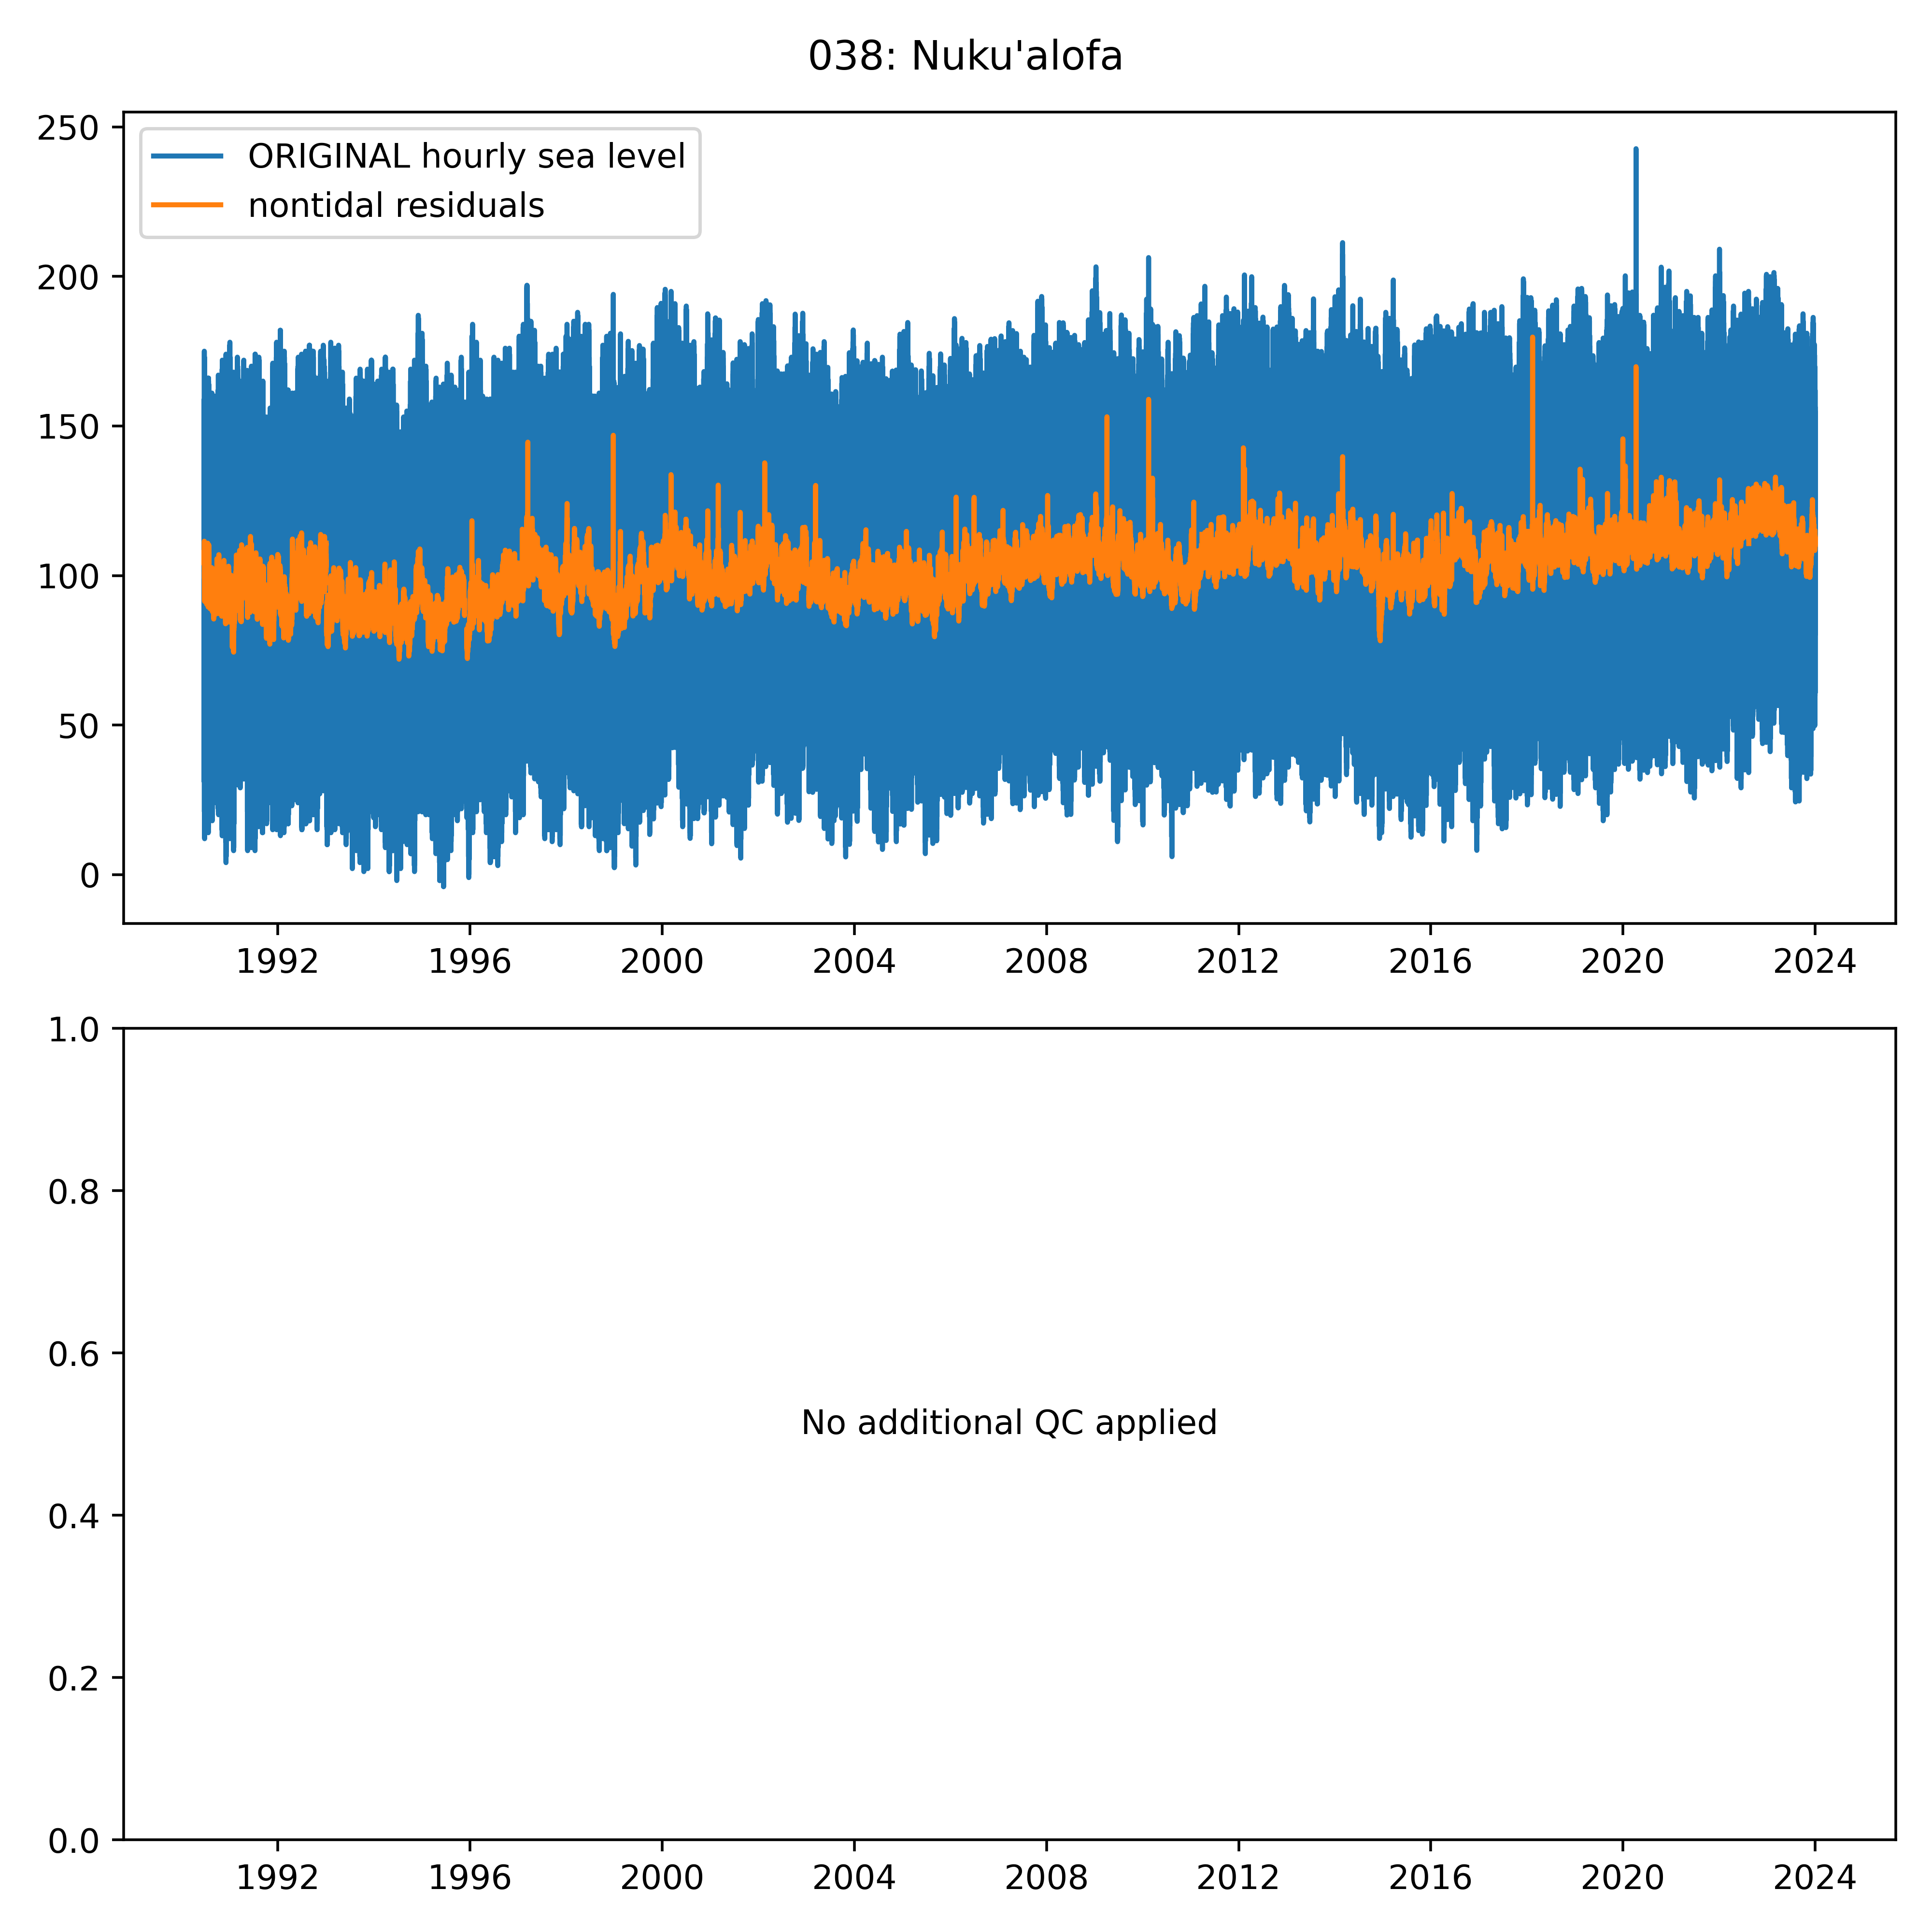 038: Nuku'alofa
250
200
150
100
50
0
ORIGINAL hourly sea level
nontidal residuals
1992 1996 2000 2004 2008 2012 2016 2020 2024
1.0
0.8
0.6
0.4
0.2
0.0
No additional QC applied
1992 1996 2000 2004 2008 2012 2016 2020 2024